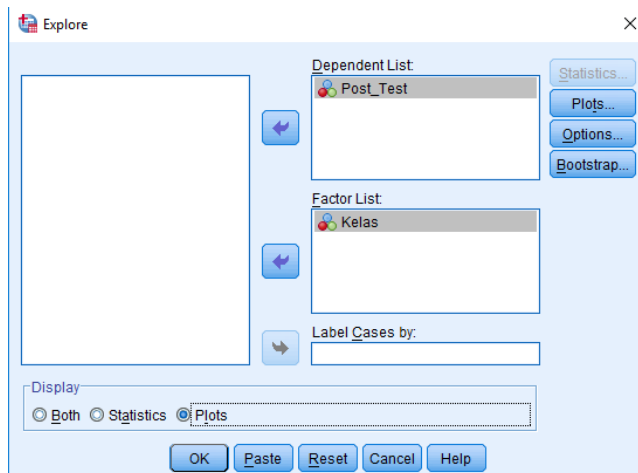 Explore
Dependent List:
Post_Test
Statistics...
Plots...
Options...
Bootstrap...
Factor List:
Kelas
Label Cases by:
Display
Both Statistics Plots
OK Paste Reset Cancel Help